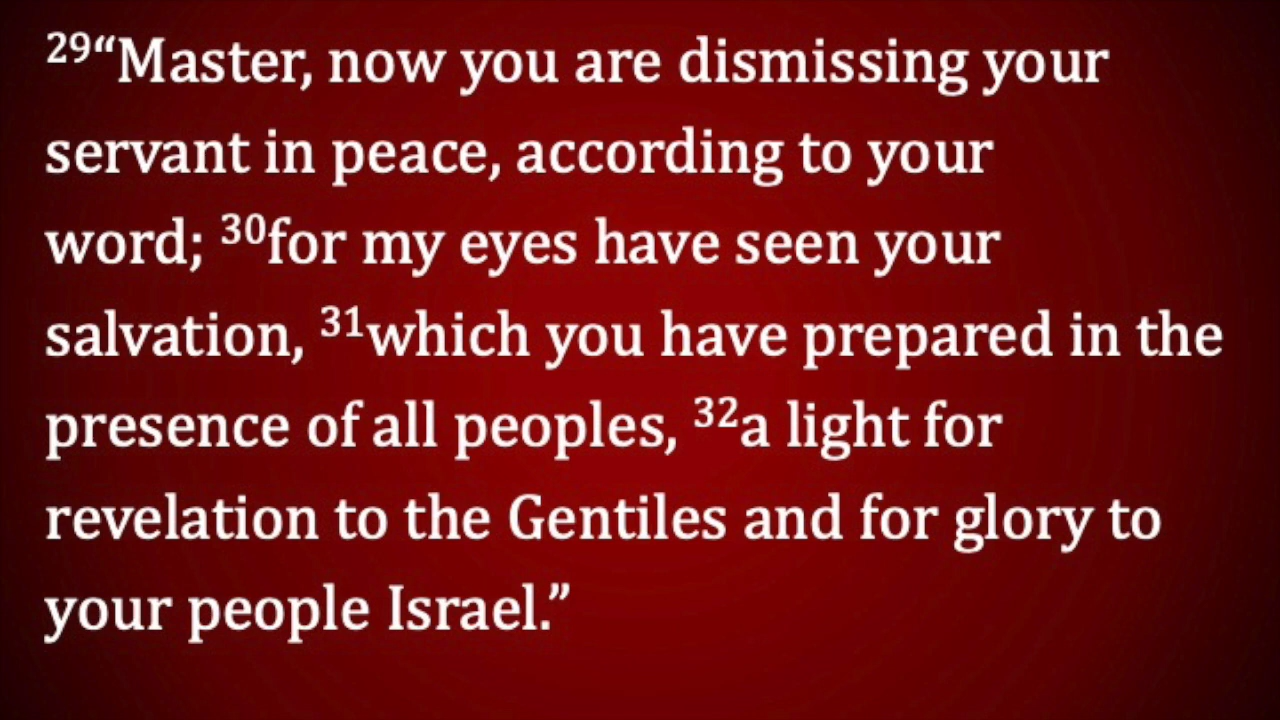 29“Master, now you are dismissing your
servant in peace, according to your
word; 30for my eyes have seen your
salvation, 31which you have prepared in the
presence of all peoples, 32a light for
revelation to the Gentiles and for glory to
your people Israel.”